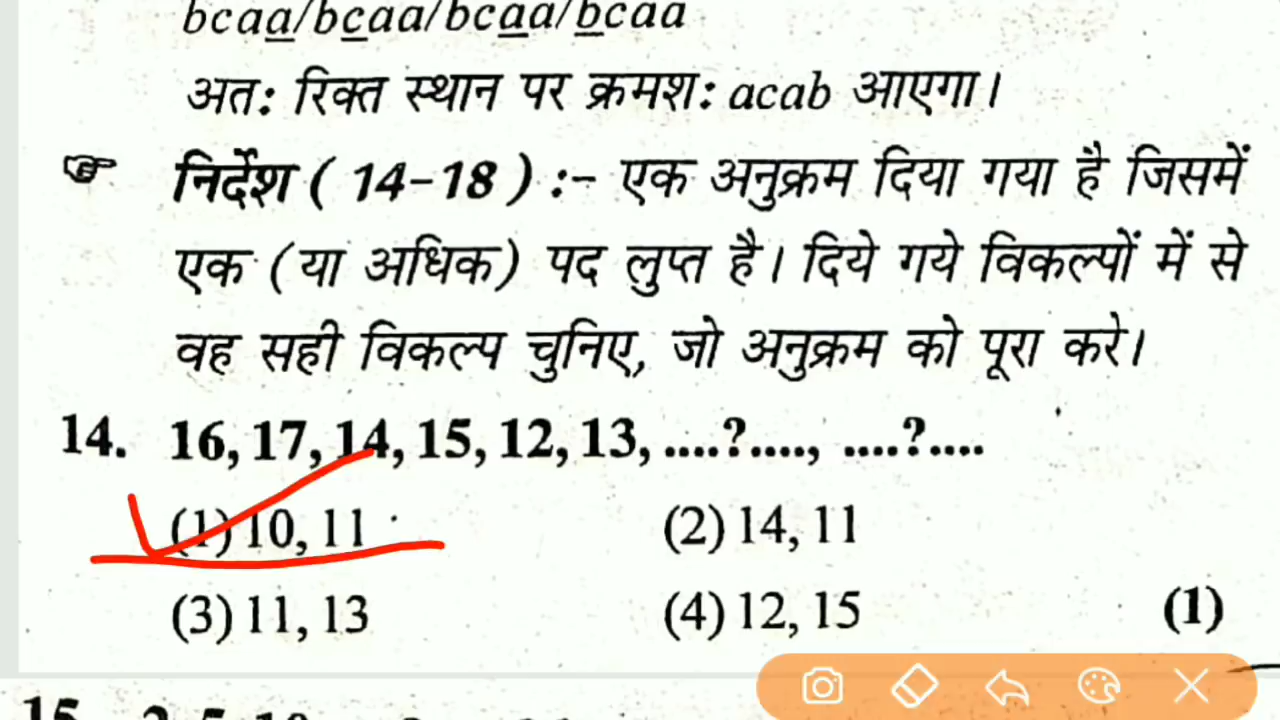 bcaa/bcaa/bcaa/bcaa
अतः रिक्त स्थान पर क्रमशः acab आएगा।
निर्देश ( 14-18 ) :- एक अनुक्रम दिया गया है जिसमें
एक (या अधिक) पद लुप्त है। दिये गये विकल्पों में से
वह सही विकल्प चुनिए, जो अनुक्रम को पूरा करे।
14. 16, 17, 14, 15, 12, 13, ....?...., ....?....
(1) 10, 11 (2) 14, 11
(3) 11, 13 (4) 12, 15 (1)